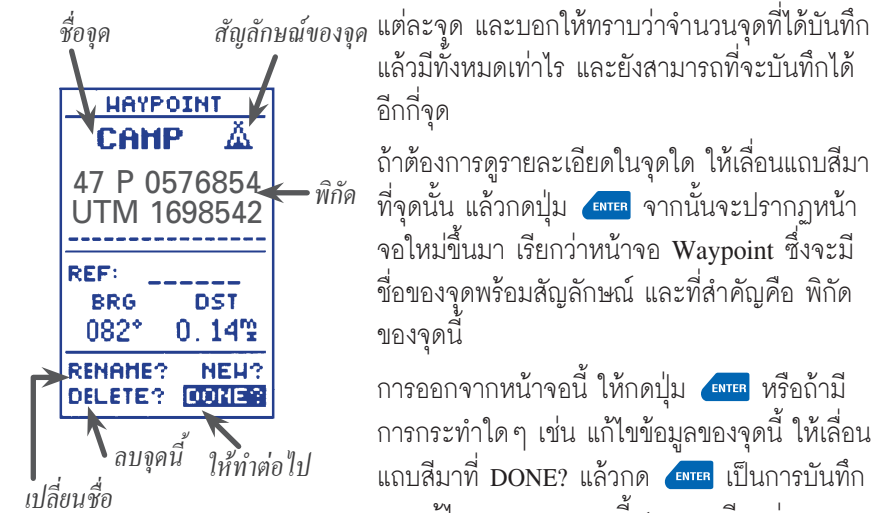 ชื่อจุด
สัญลักษณ์ของจุด
WAYPOINT
CAMP
47 P 0576854
UTM 1698542
พิกัด
REF: ______
BRG DST
082° 0.14
RENAME? NEW?
DELETE? DONE?
ลบจุดนี้
ให้ทำต่อไป
เปลี่ยนชื่อ
แต่ละจุด และบอกให้ทราบว่าจำนวนจุดที่ได้บันทึก
แล้วมีทั้งหมดเท่าไร และยังสามารถที่จะบันทึกได้
อีกกี่จุด
ถ้าต้องการดูรายละเอียดในจุดใด ให้เลื่อนแถบสีมา
ที่จุดนั้น แล้วกดปุ่ม ENTER จากนั้นจะปรากฏหน้า
จอใหม่ขึ้นมา เรียกว่าหน้าจอ Waypoint ซึ่งจะมี
ชื่อของจุดพร้อมสัญลักษณ์ และที่สำคัญคือ พิกัด
ของจุดนี้
การออกจากหน้าจอนี้ ให้กดปุ่ม ENTER หรือถ้ามี
การกระทำใดๆ เช่น แก้ไขข้อมูลของจุดนี้ ให้เลื่อน
แถบสีมาที่ DONE? แล้วกด ENTER เป็นการบันทึก